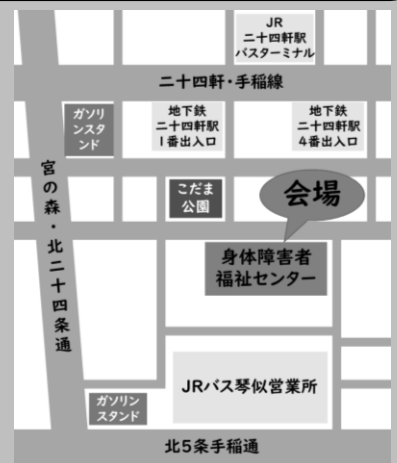 JR
二十四軒駅
バスターミナル
二十四軒・手稲線
ガソリ
ンスタ
ンド
地下鉄
二十四軒駅
1番出入口
地下鉄
二十四軒駅
4番出入口
宮の森・北二十四条通
こだま
公園
会場
身体障害者
福祉センター
JRバス琴似営業所
ガソリン
スタンド
北5条手稲通